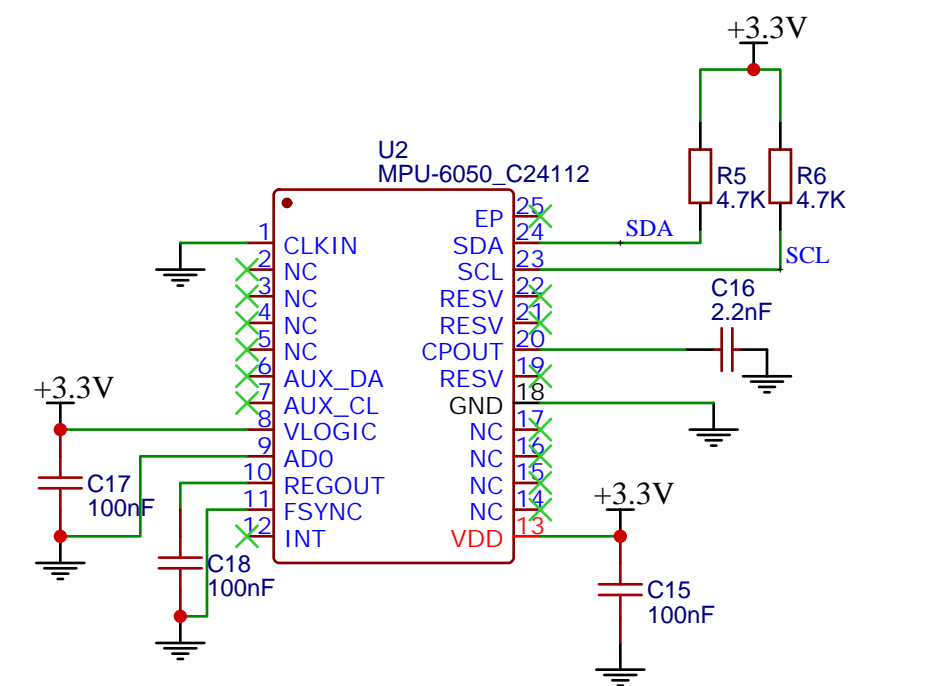 +3.3V
U2
MPU-6050_C24112
R5
4.7K
R6
4.7K
25
EP
1
CLKIN
24
SDA
SDA
2
NC
23
SCL
SCL
3
NC
22
RESV
4
NC
21
RESV
C16
2.2nF
5
NC
20
CPOUT
6
AUX_DA
19
RESV
+3.3V
7
AUX_CL
18
GND
8
VLOGIC
17
NC
9
AD0
16
NC
10
REGOUT
15
NC
C17
100nF
+3.3V
11
FSYNC
14
NC
12
INT
13
VDD
C18
100nF
C15
100nF